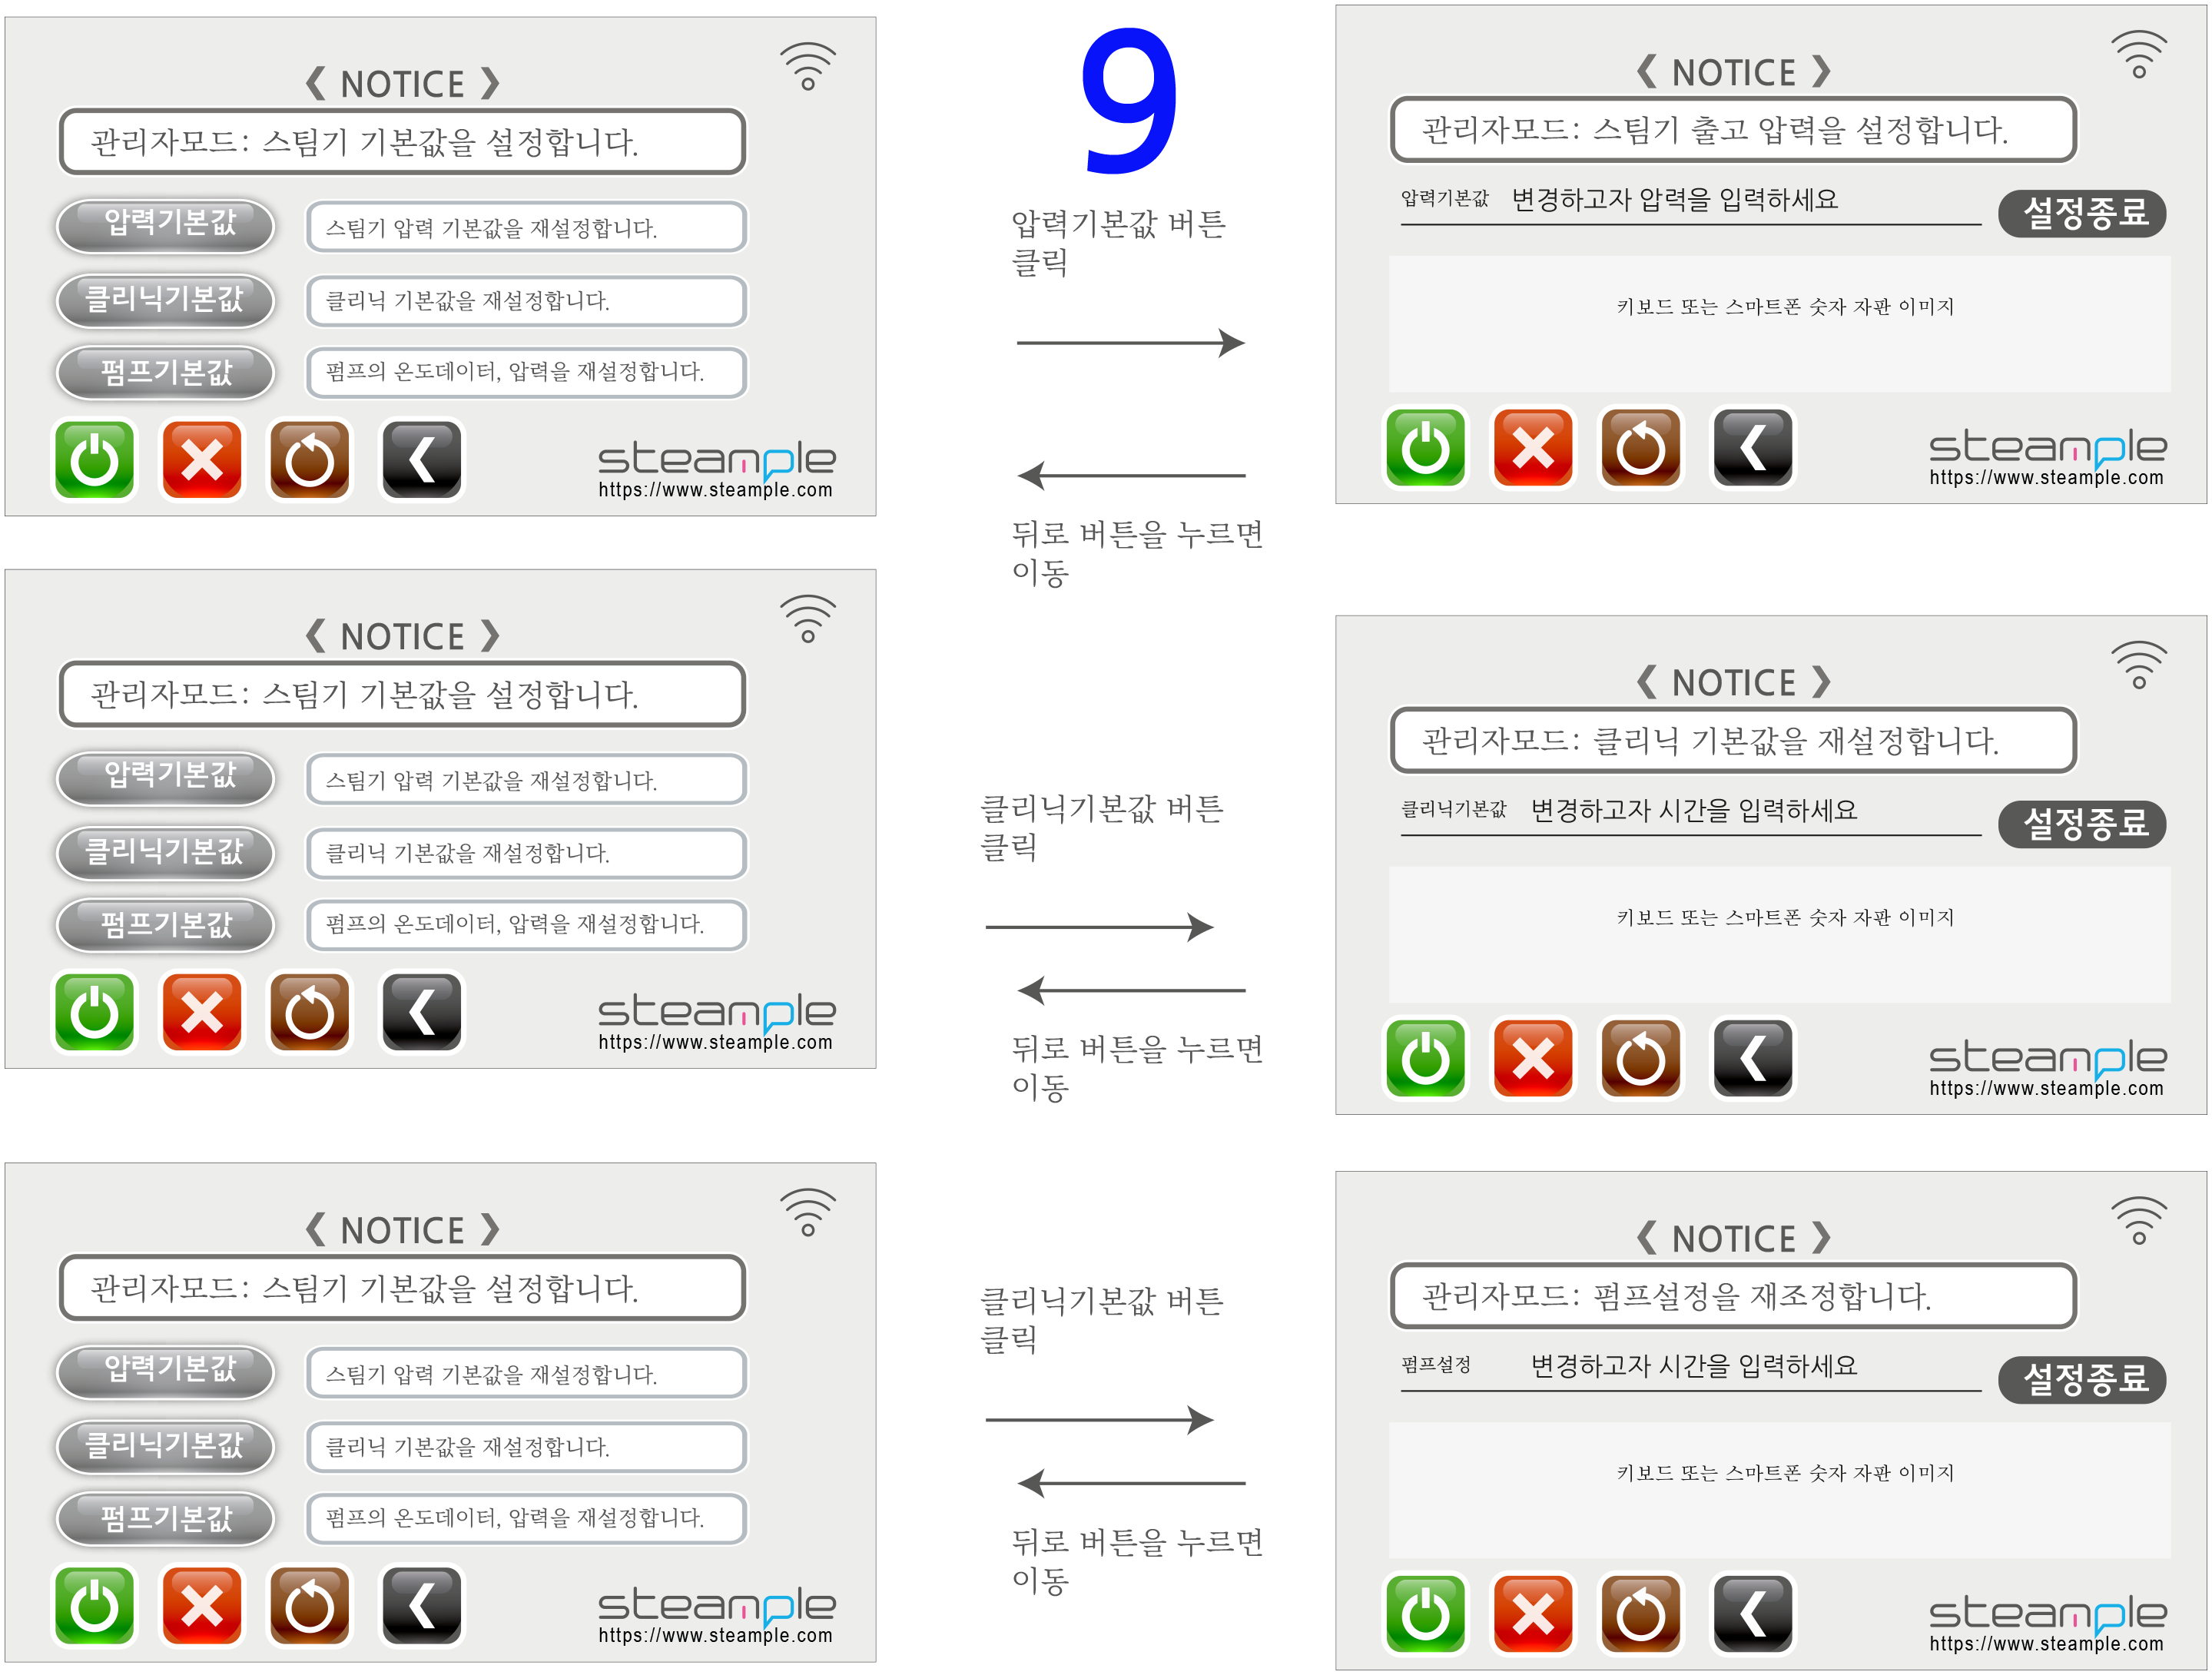 ❮ NOTICE ❯
관리자모드: 스팀기 기본값을 설정합니다.
압력기본값
스팀기 압력 기본값을 재설정합니다.
클리닉기본값
클리닉 기본값을 재설정합니다.
펌프기본값
펌프의 온도데이터, 압력을 재설정합니다.
steample
https://www.steample.com
9
압력기본값 버튼
클릭
뒤로 버튼을 누르면
이동
❮ NOTICE ❯
관리자모드: 스팀기 출고 압력을 설정합니다.
압력기본값 변경하고자 압력을 입력하세요
설정종료
키보드 또는 스마트폰 숫자 자판 이미지
steample
https://www.steample.com
❮ NOTICE ❯
관리자모드: 스팀기 기본값을 설정합니다.
압력기본값
스팀기 압력 기본값을 재설정합니다.
클리닉기본값
클리닉 기본값을 재설정합니다.
펌프기본값
펌프의 온도데이터, 압력을 재설정합니다.
steample
https://www.steample.com
클리닉기본값 버튼
클릭
뒤로 버튼을 누르면
이동
❮ NOTICE ❯
관리자모드: 클리닉 기본값을 재설정합니다.
클리닉기본값 변경하고자 시간을 입력하세요
설정종료
키보드 또는 스마트폰 숫자 자판 이미지
steample
https://www.steample.com
❮ NOTICE ❯
관리자모드: 스팀기 기본값을 설정합니다.
압력기본값
스팀기 압력 기본값을 재설정합니다.
클리닉기본값
클리닉 기본값을 재설정합니다.
펌프기본값
펌프의 온도데이터, 압력을 재설정합니다.
steample
https://www.steample.com
클리닉기본값 버튼
클릭
뒤로 버튼을 누르면
이동
❮ NOTICE ❯
관리자모드: 펌프설정을 재조정합니다.
펌프설정 변경하고자 시간을 입력하세요
설정종료
키보드 또는 스마트폰 숫자 자판 이미지
steample
https://www.steample.com